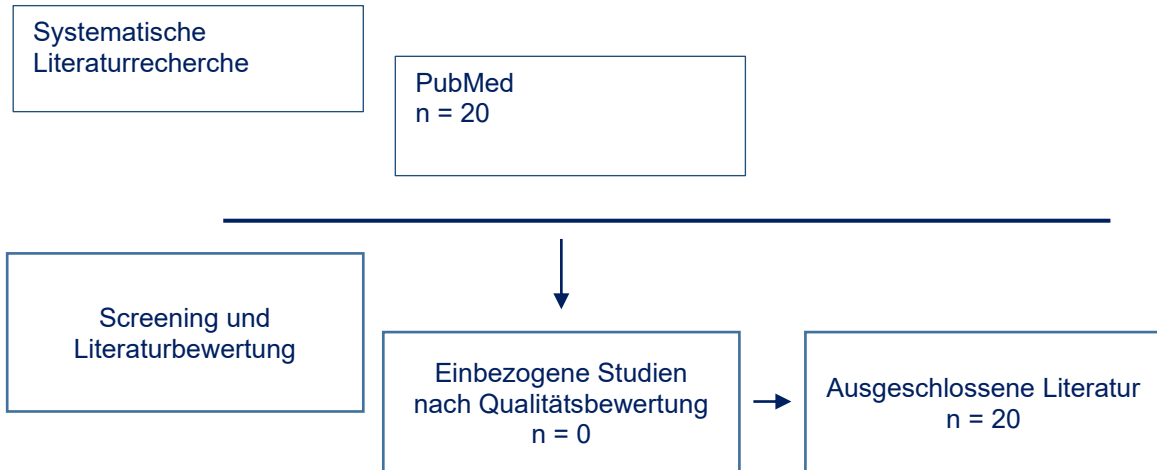 Systematische
Literaturrecherche
PubMed
n = 20
Screening und
Literaturbewertung
Einbezogene Studien
nach Qualitätsbewertung
n = 0
Ausgeschlossene Literatur
n = 20